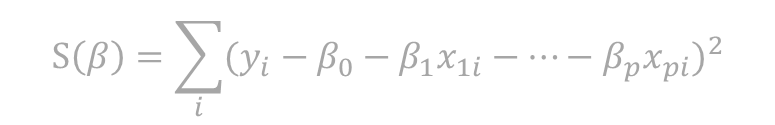 S(β) = ∑ᵢ(yᵢ − β₀ − β₁x₁ᵢ − ⋯ − βₚxₚᵢ)²